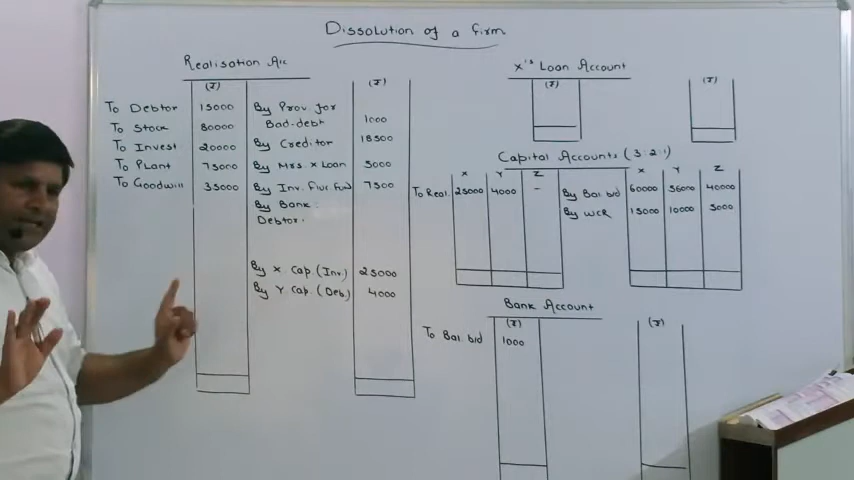 Dissolution of a firm
Realisation A/c
(₹) (₹)
To Debtor 15000 By Prov. for
Bad-debt 1000
To Stock 80000
To Invest 20000 By Creditor 18500
To Plant 75000 By Mrs. X Loan 5000
To Goodwill 35000 By Inv. Fluc. Fund 7500
By Bank:
Debtor.
By X Cap. (Inv.) 25000
By Y Cap. (Deb.) 4000
X's Loan Account
(₹) (₹)
Capital Accounts (3:2:1)
X Y Z X Y Z
To Real. 25000 4000 - By Bal. b/d 60000 36000 40000
By WCR 15000 10000 5000
Bank Account
(₹) (₹)
To Bal. b/d 1000